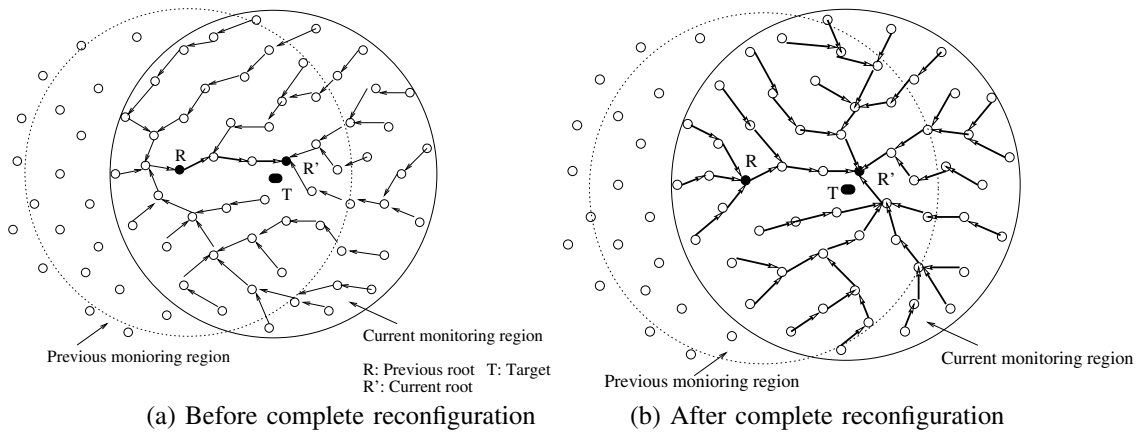 R
R'
T
Previous monioring region
Current monitoring region
R: Previous root T: Target
R': Current root
(a) Before complete reconfiguration
R
R'
T
Previous monioring region
Current monitoring region
(b) After complete reconfiguration